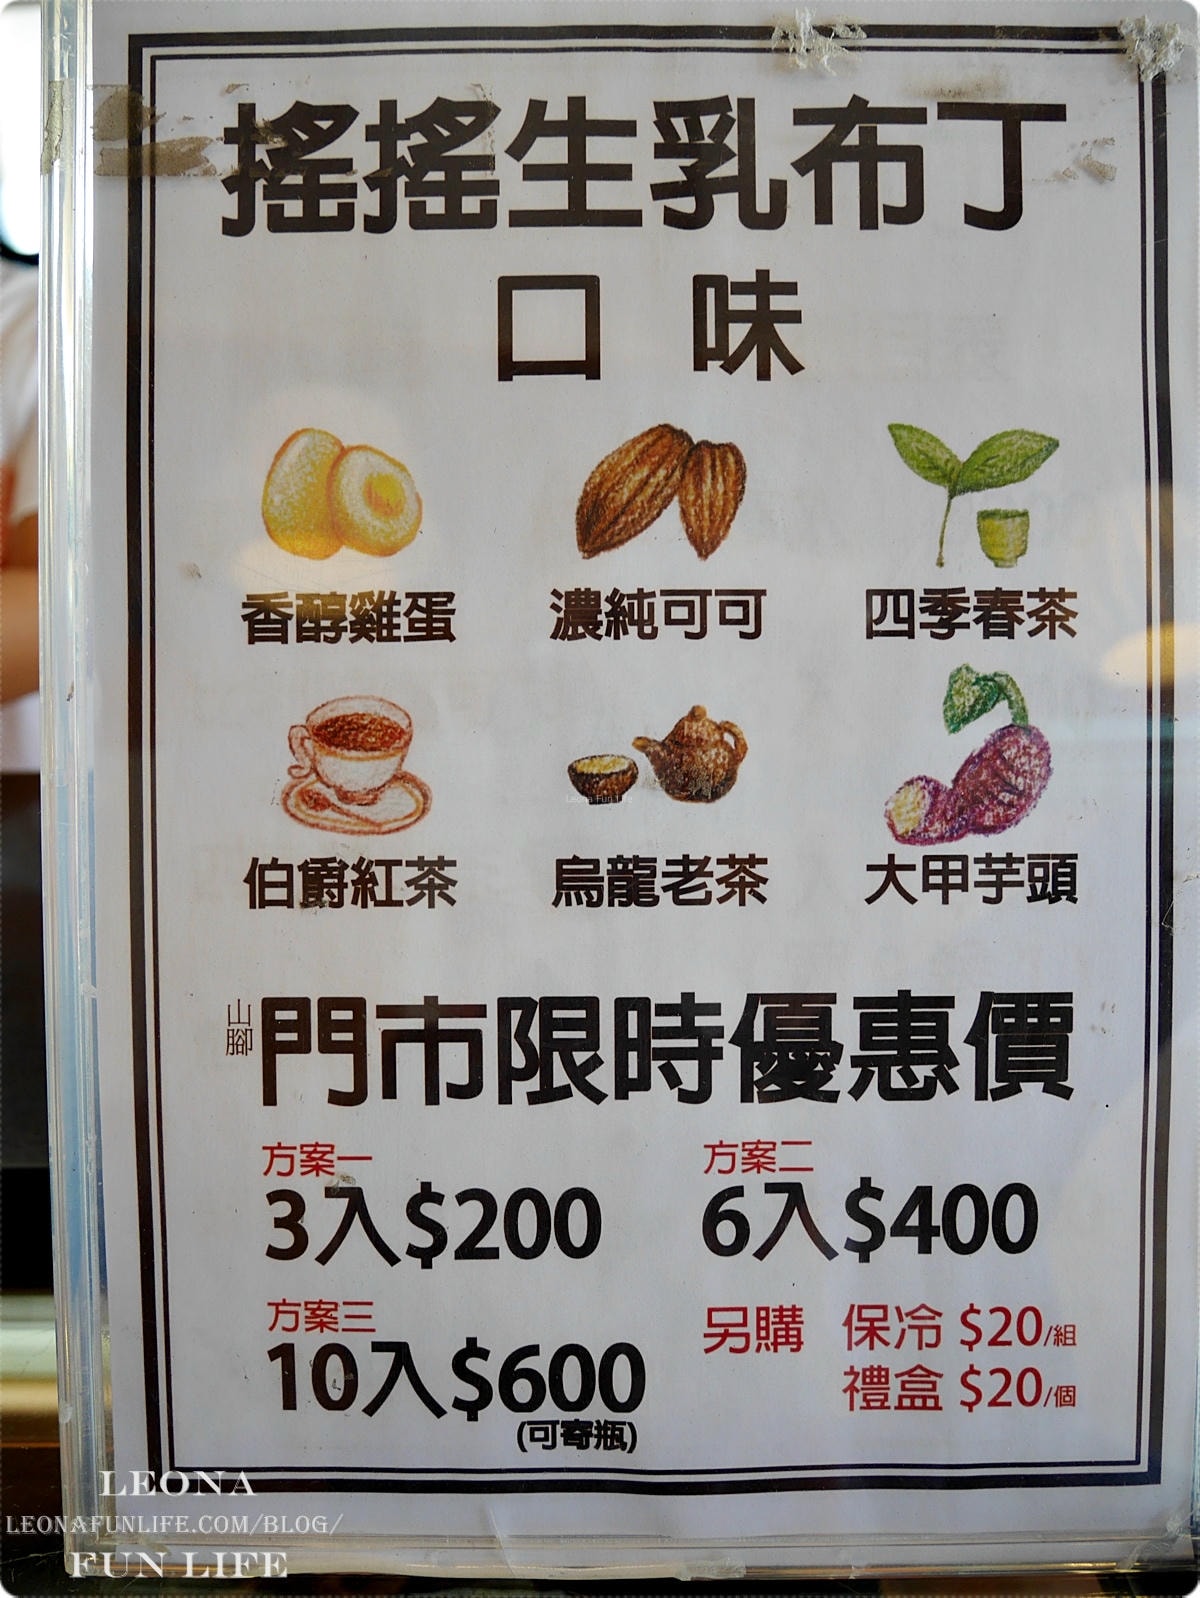 搖搖生乳布丁
口味
香醇雞蛋 濃純可可 四季春茶
伯爵紅茶 烏龍老茶 大甲芋頭
山腳 門市限時優惠價
方案一 方案二
3入$200 6入$400
方案三
10入$600
(可寄瓶)
另購 保冷 $20/組
禮盒 $20/個
Leona Fun Life
LEONA
LEONAFUNLIFE.COM/BLOG/
FUN LIFE